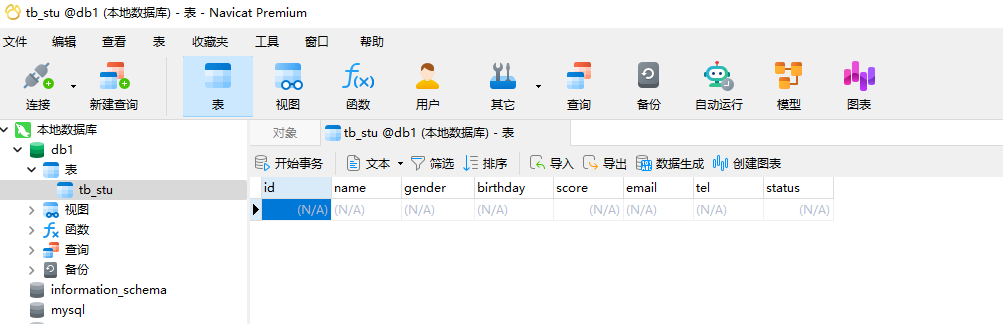 tb_stu @db1 (本地数据库) - 表 - Navicat Premium
文件 编辑 查看 表 收藏夹 工具 窗口 帮助
连接 新建查询 表 视图 函数 用户 其它 查询 备份 自动运行 模型 图表
本地数据库
db1
表
tb_stu
视图
函数
查询
备份
information_schema
mysql
对象 tb_stu @db1 (本地数据库) - 表
开始事务 文本 筛选 排序 导入 导出 数据生成 创建图表
id name gender birthday score email tel status
(N/A) (N/A) (N/A) (N/A) (N/A) (N/A) (N/A) (N/A)